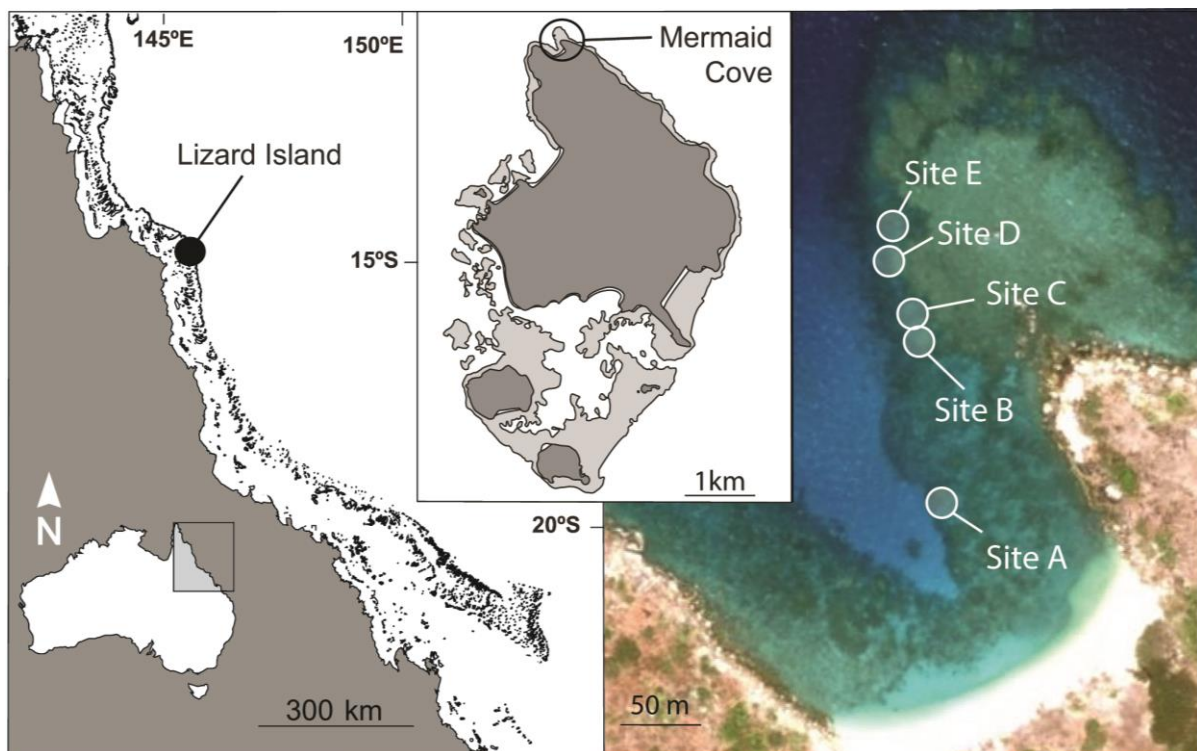 145ºE
150ºE
Lizard Island
15ºS
20ºS
N
300 km
Mermaid
Cove
1km
Site E
Site D
Site C
Site B
Site A
50 m